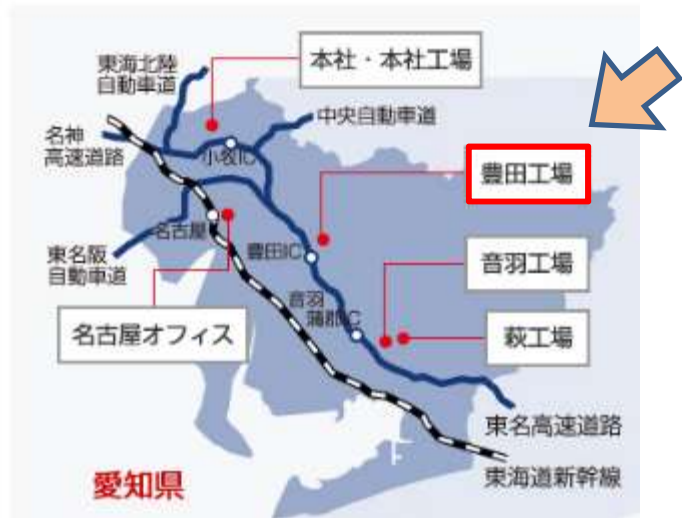 本社・本社工場
東海北陸
自動車道
中央自動車道
名神
高速道路
小牧IC
豊田工場
名古屋
東名阪
自動車道
豊田IC
音羽工場
音羽
蒲郡IC
名古屋オフィス
萩工場
東名高速道路
東海道新幹線
愛知県